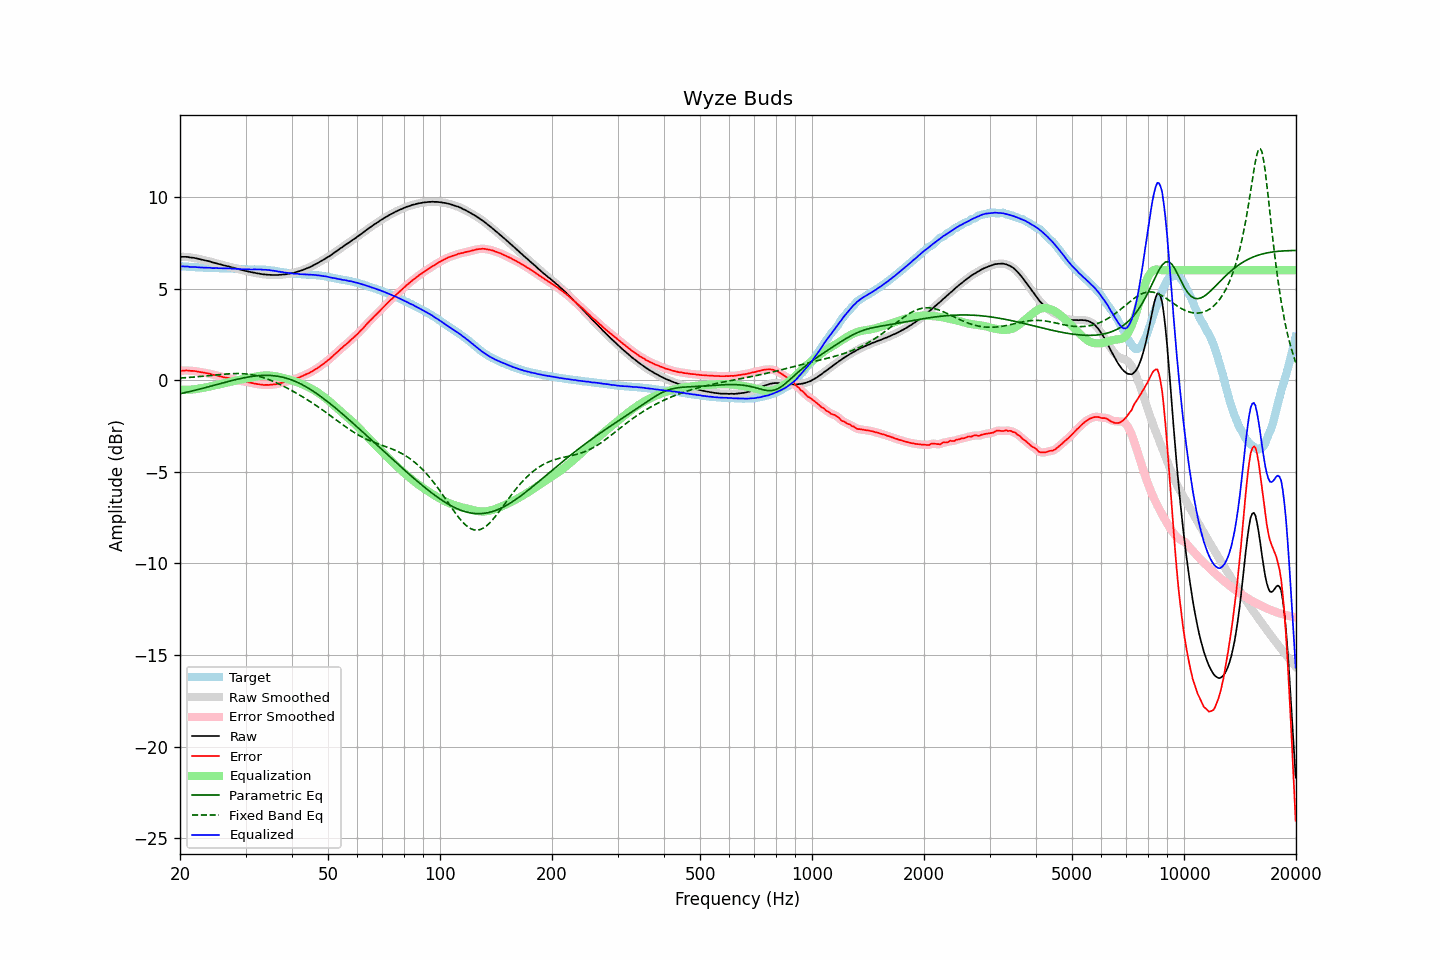 Wyze Buds
Amplitude (dBr)
10
5
0
−5
−10
−15
−20
−25
Target
Raw Smoothed
Error Smoothed
Raw
Error
Equalization
Parametric Eq
Fixed Band Eq
Equalized
20 50 100 200 500 1000 2000 5000 10000 20000
Frequency (Hz)